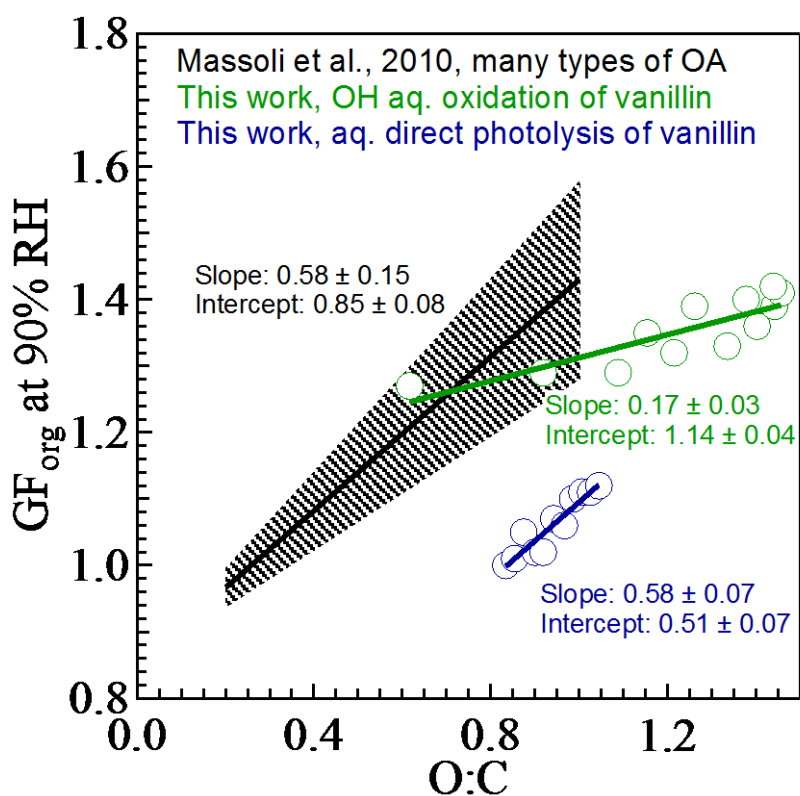 1.8
Massoli et al., 2010, many types of OA
This work, OH aq. oxidation of vanillin
This work, aq. direct photolysis of vanillin
1.6
Slope: 0.58 ± 0.15
Intercept: 0.85 ± 0.08
1.4
GForg at 90% RH
Slope: 0.17 ± 0.03
Intercept: 1.14 ± 0.04
1.2
1.0
Slope: 0.58 ± 0.07
Intercept: 0.51 ± 0.07
0.8
0.0 0.4 0.8 1.2
O:C